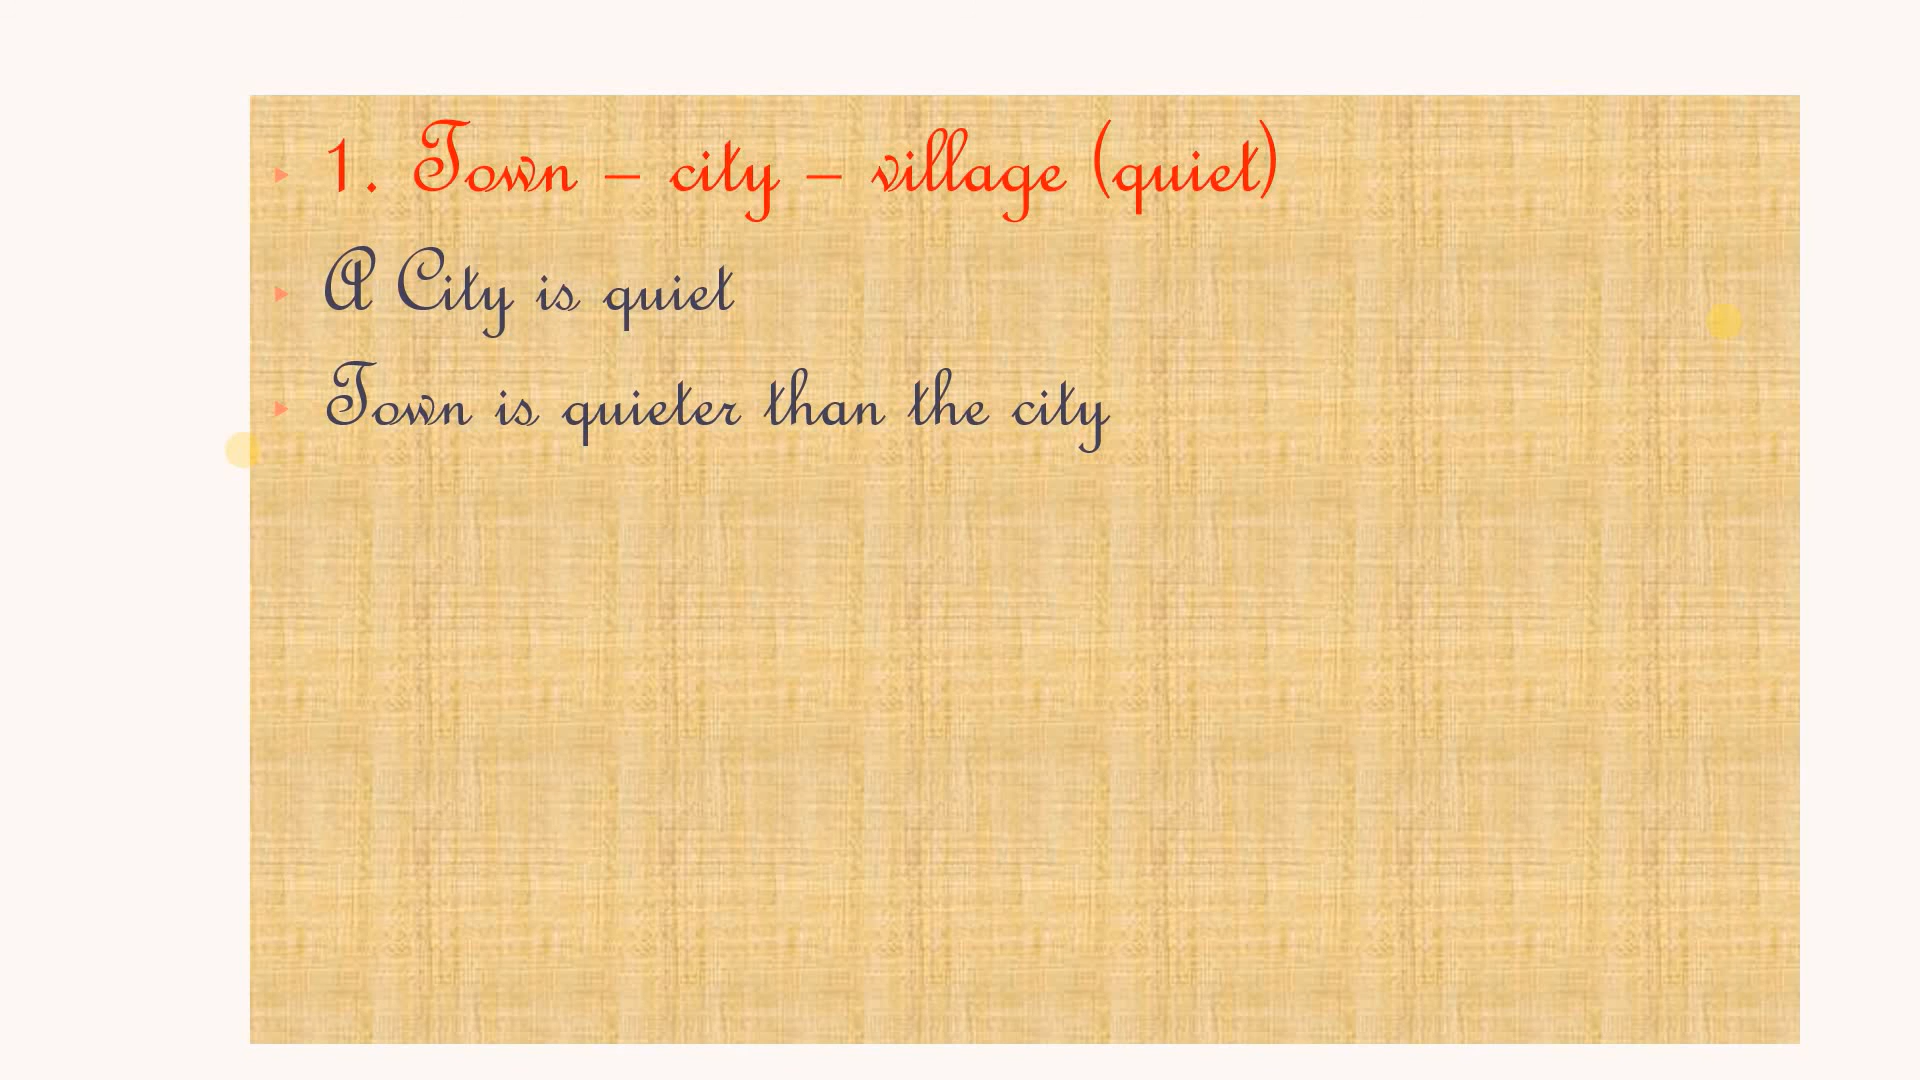 1. Town – city – village (quiet)
A City is quiet
Town is quieter than the city